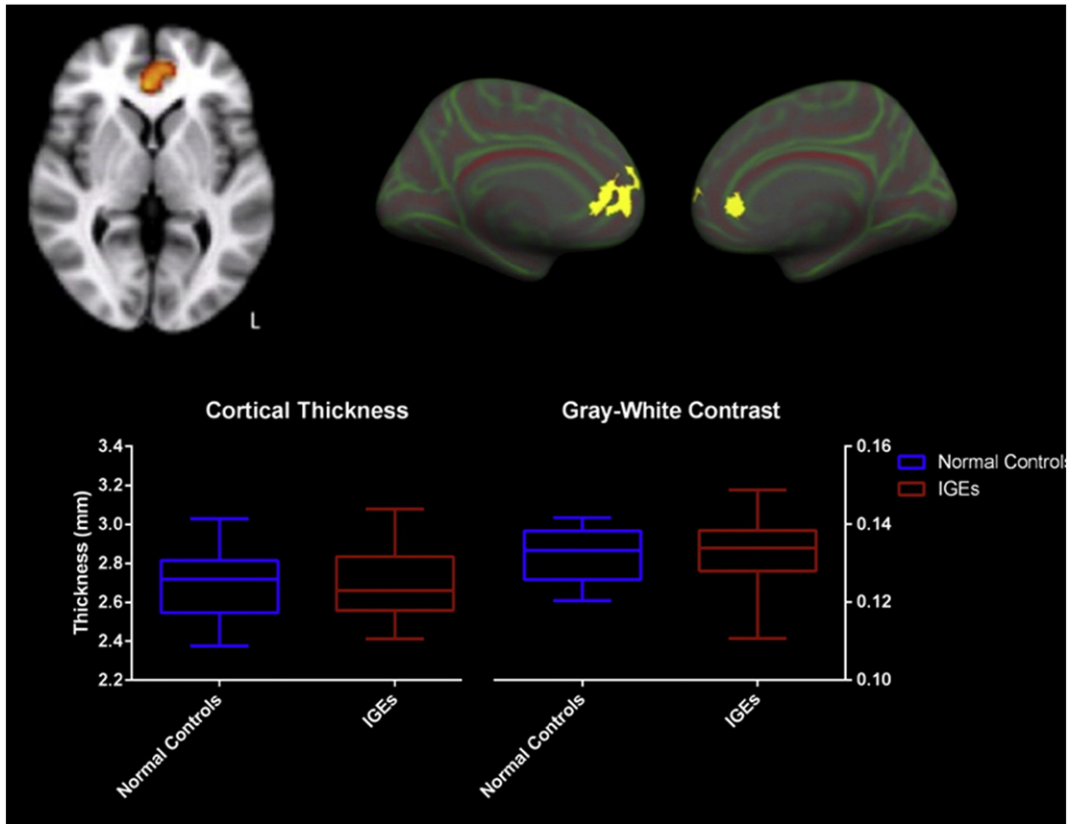 L
Cortical Thickness
Gray-White Contrast
Thickness (mm)
3.4
3.2
3.0
2.8
2.6
2.4
2.2
0.16
0.14
0.12
0.10
Normal Controls
IGEs
Normal Controls
IGEs
Normal Controls
IGEs